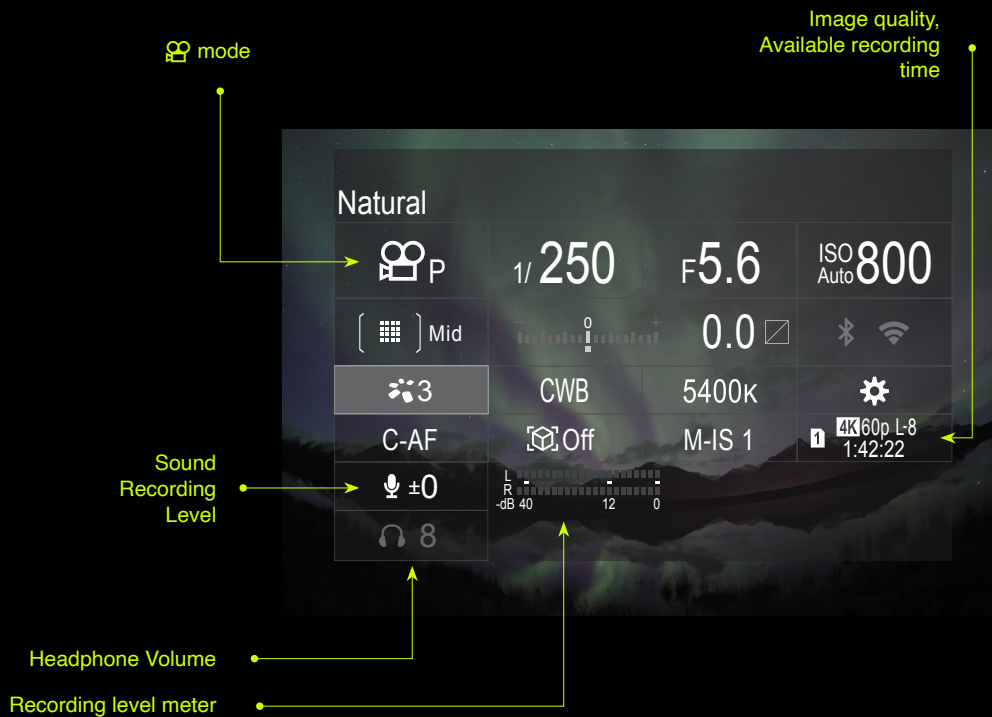 mode
Image quality,
Available recording
time
Natural
P
1/ 250
F5.6
ISO Auto 800
Mid
− 0 +
0.0
3
CWB
5400K
C-AF
Off
M-IS 1
1 4K 60p L-8
1:42:22
Sound
Recording
Level
±0
L
R
-dB 40 12 0
8
Headphone Volume
Recording level meter